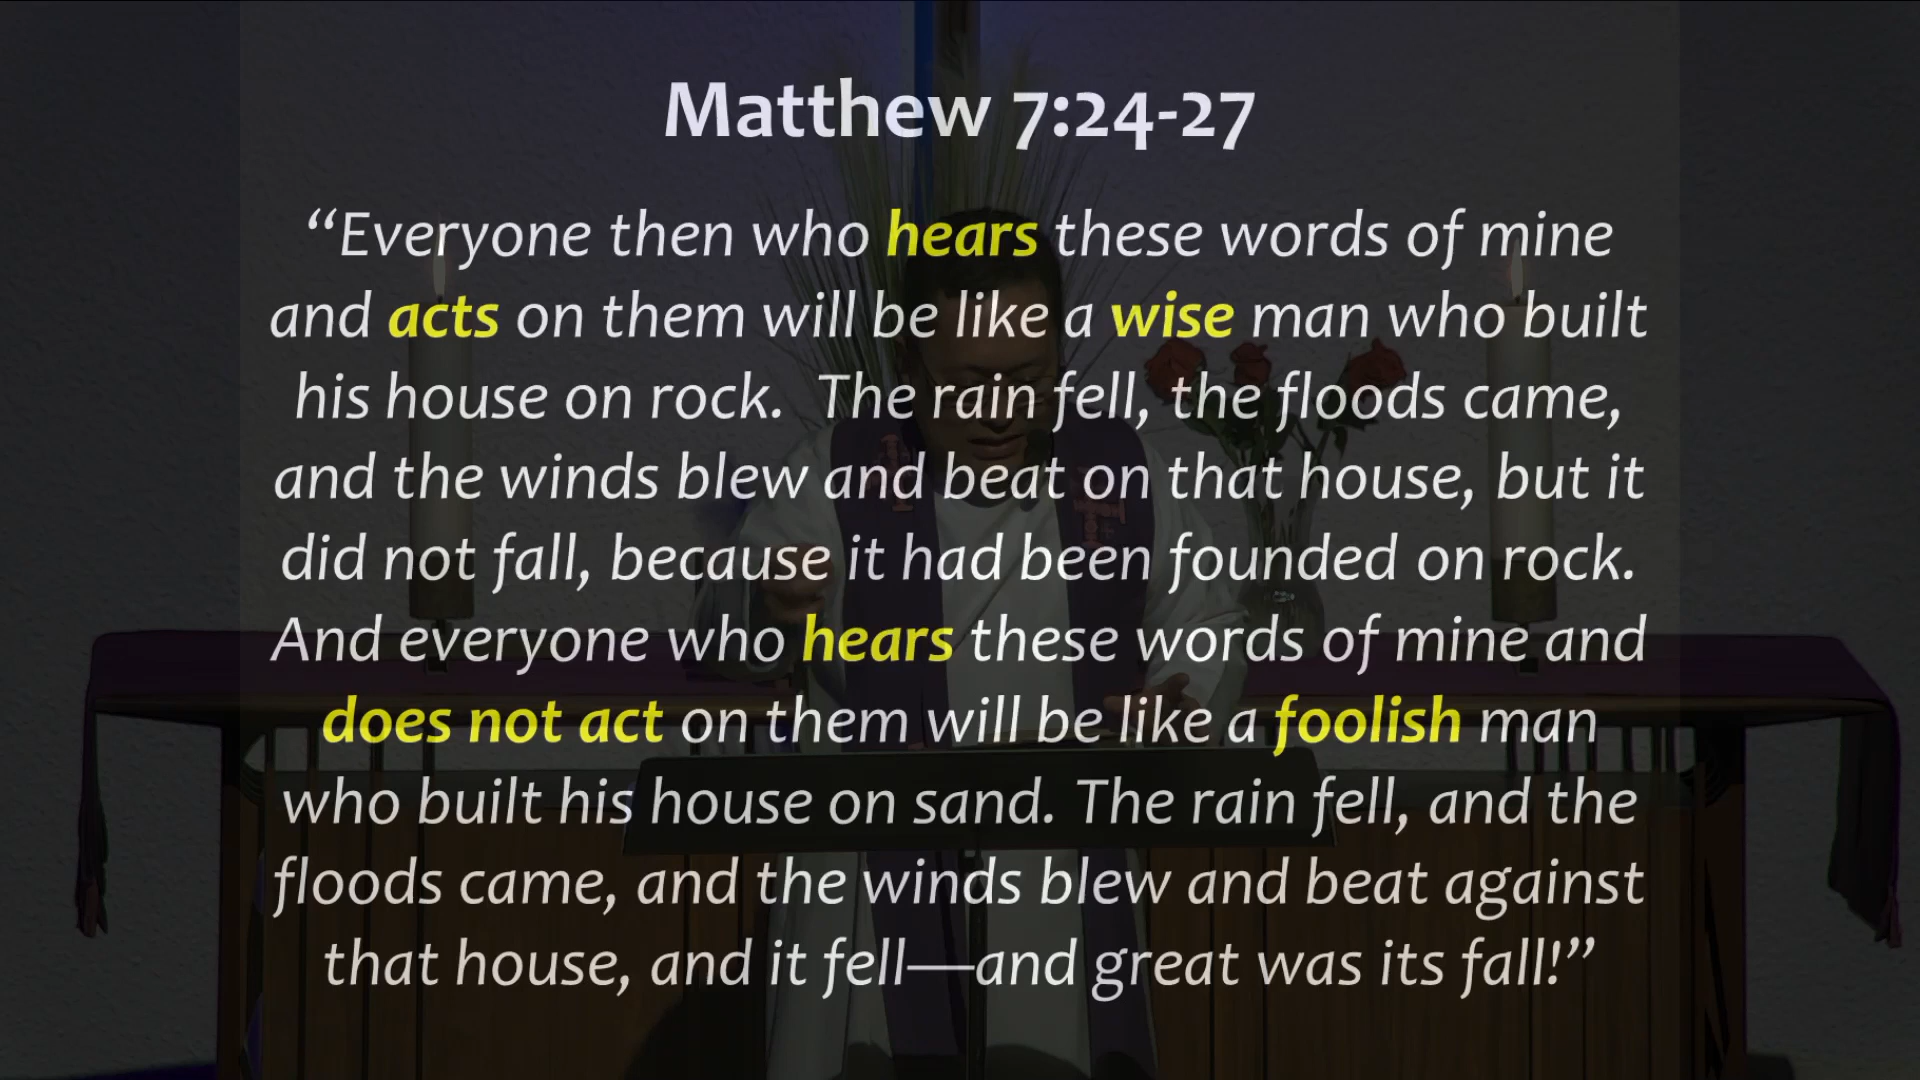 Matthew 7:24-27
“Everyone then who hears these words of mine
and acts on them will be like a wise man who built
his house on rock.  The rain fell, the floods came,
and the winds blew and beat on that house, but it
did not fall, because it had been founded on rock.
And everyone who hears these words of mine and
does not act on them will be like a foolish man
who built his house on sand. The rain fell, and the
floods came, and the winds blew and beat against
that house, and it fell—and great was its fall!”